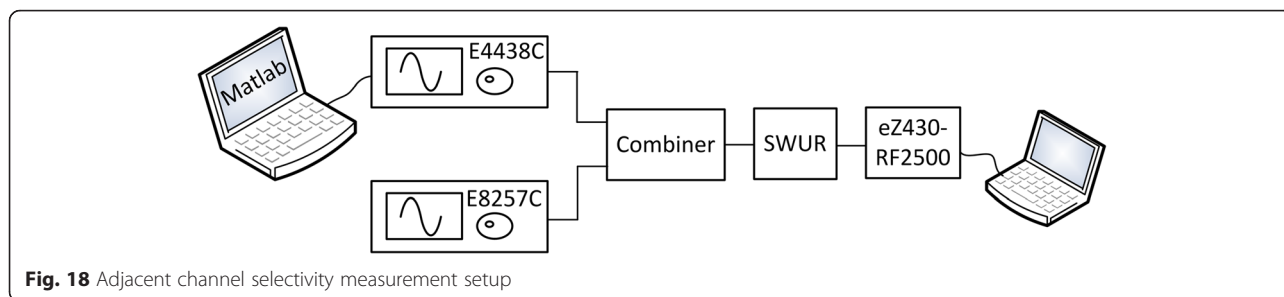 Matlab
E4438C
E8257C
Combiner
SWUR
eZ430-
RF2500
Fig. 18 Adjacent channel selectivity measurement setup